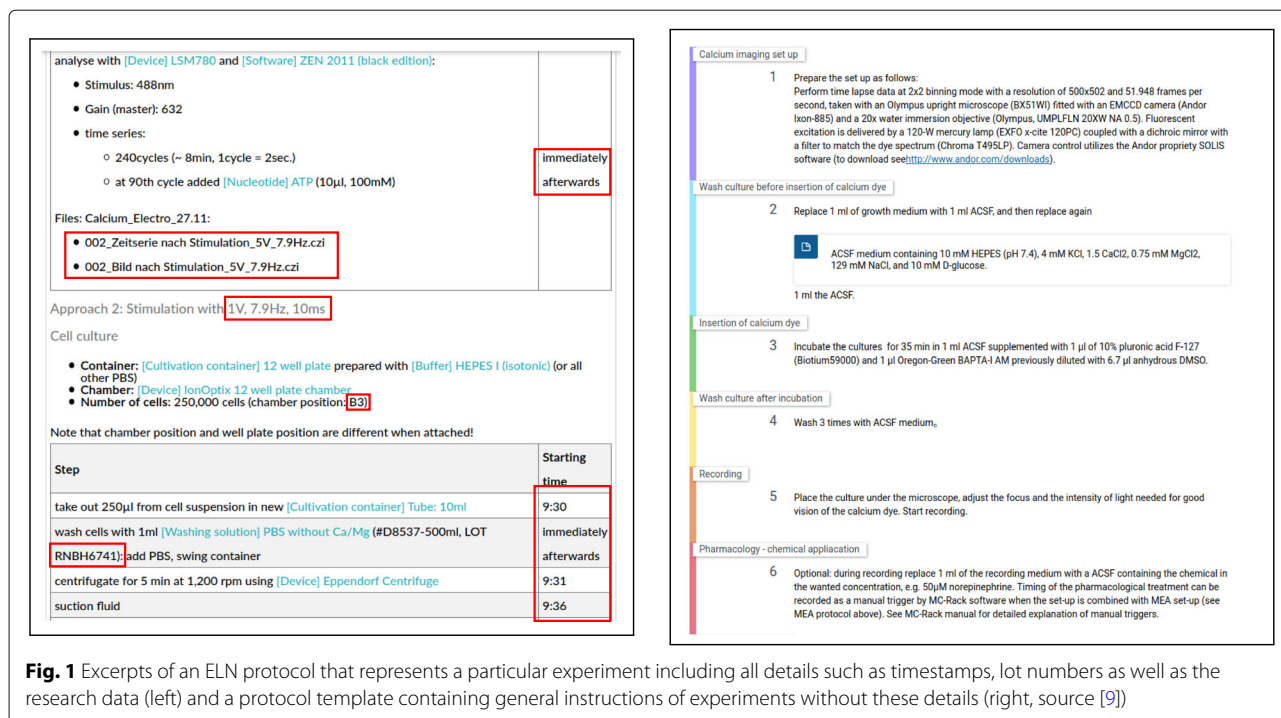 analyse with [Device] LSM780 and [Software] ZEN 2011 (black edition):
• Stimulus: 488nm
• Gain (master): 632
• time series:
○ 240cycles (~ 8min, 1cycle = 2sec.)
immediately
○ at 90th cycle added [Nucleotide] ATP (10µl, 100mM)
afterwards
Files: Calcium_Electro_27.11:
• 002_Zeitserie nach Stimulation_5V_7.9Hz.czi
• 002_Bild nach Stimulation_5V_7.9Hz.czi
Approach 2: Stimulation with 1V, 7.9Hz, 10ms
Cell culture
• Container: [Cultivation container] 12 well plate prepared with [Buffer] HEPES I (isotonic) (or all
other PBS)
• Chamber: [Device] IonOptix 12 well plate chamber
• Number of cells: 250,000 cells (chamber position: B3)
Note that chamber position and well plate position are different when attached!
Step
Starting
time
take out 250µl from cell suspension in new [Cultivation container] Tube: 10ml
9:30
wash cells with 1ml [Washing solution] PBS without Ca/Mg (#D8537-500ml, LOT
RNBH6741): add PBS, swing container
immediately
afterwards
centrifugate for 5 min at 1,200 rpm using [Device] Eppendorf Centrifuge
9:31
suction fluid
9:36
Calcium imaging set up
1
Prepare the set up as follows:
Perform time lapse data at 2x2 binning mode with a resolution of 500x502 and 51.948 frames per
second, taken with an Olympus upright microscope (BX51WI) fitted with an EMCCD camera (Andor
Ixon-885) and a 20x water immersion objective (Olympus, UMPLFLN 20XW NA 0.5). Fluorescent
excitation is delivered by a 120-W mercury lamp (EXFO x-cite 120PC) coupled with a dichroic mirror with
a filter to match the dye spectrum (Chroma T495LP). Camera control utilizes the Andor propriety SOLIS
software (to download seehttp://www.andor.com/downloads).
Wash culture before insertion of calcium dye
2
Replace 1 ml of growth medium with 1 ml ACSF, and then replace again
ACSF medium containing 10 mM HEPES (pH 7.4), 4 mM KCl, 1.5 CaCl2, 0.75 mM MgCl2,
129 mM NaCl, and 10 mM D-glucose.
1 ml the ACSF.
Insertion of calcium dye
3
Incubate the cultures for 35 min in 1 ml ACSF supplemented with 1 µl of 10% pluronic acid F-127
(Biotium59000) and 1 µl Oregon-Green BAPTA-I AM previously diluted with 6.7 µl anhydrous DMSO.
Wash culture after incubation
4
Wash 3 times with ACSF medium。
Recording
5
Place the culture under the microscope, adjust the focus and the intensity of light needed for good
vision of the calcium dye. Start recording.
Pharmacology - chemical appliacation
6
Optional: during recording replace 1 ml of the recording medium with a ACSF containing the chemical in
the wanted concentration, e.g. 50µM norepinephrine. Timing of the pharmacological treatment can be
recorded as a manual trigger by MC-Rack software when the set-up is combined with MEA set-up (see
MEA protocol above). See MC-Rack manual for detailed explanation of manual triggers.
Fig. 1 Excerpts of an ELN protocol that represents a particular experiment including all details such as timestamps, lot numbers as well as the
research data (left) and a protocol template containing general instructions of experiments without these details (right, source [9])